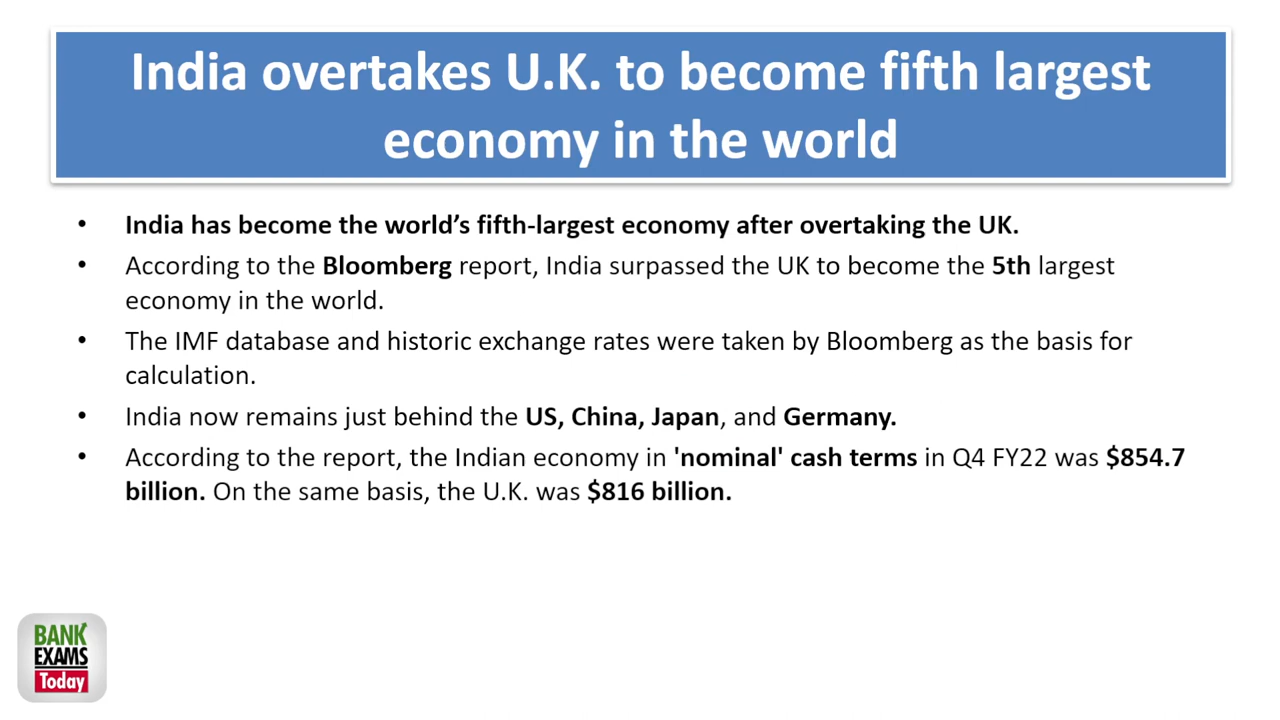 India overtakes U.K. to become fifth largest
economy in the world
• India has become the world’s fifth-largest economy after overtaking the UK.
• According to the Bloomberg report, India surpassed the UK to become the 5th largest
economy in the world.
• The IMF database and historic exchange rates were taken by Bloomberg as the basis for
calculation.
• India now remains just behind the US, China, Japan, and Germany.
• According to the report, the Indian economy in 'nominal' cash terms in Q4 FY22 was $854.7
billion. On the same basis, the U.K. was $816 billion.
BANK
EXAMS
Today